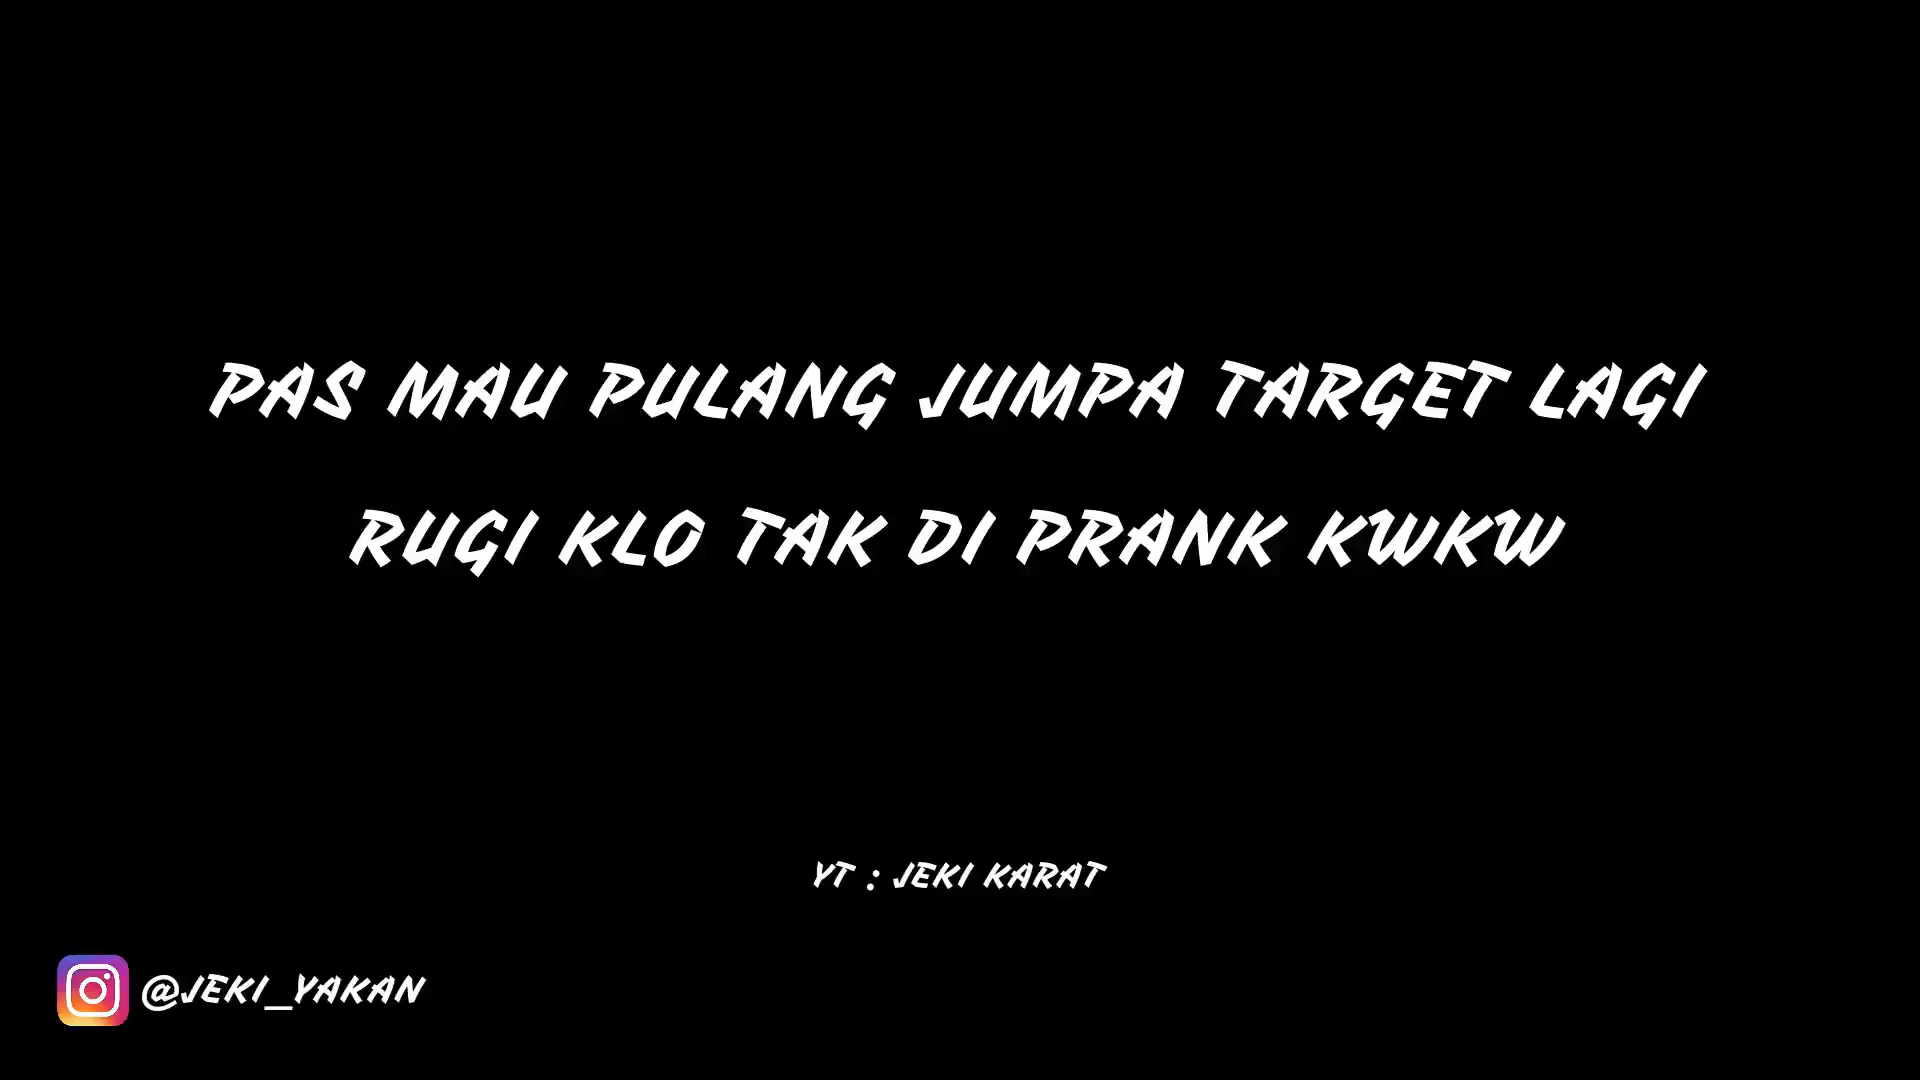 PAS MAU PULANG JUMPA TARGET LAGI
RUGI KLO TAK DI PRANK KWKW
YT : JEKI KARAT
@JEKI_YAKAN